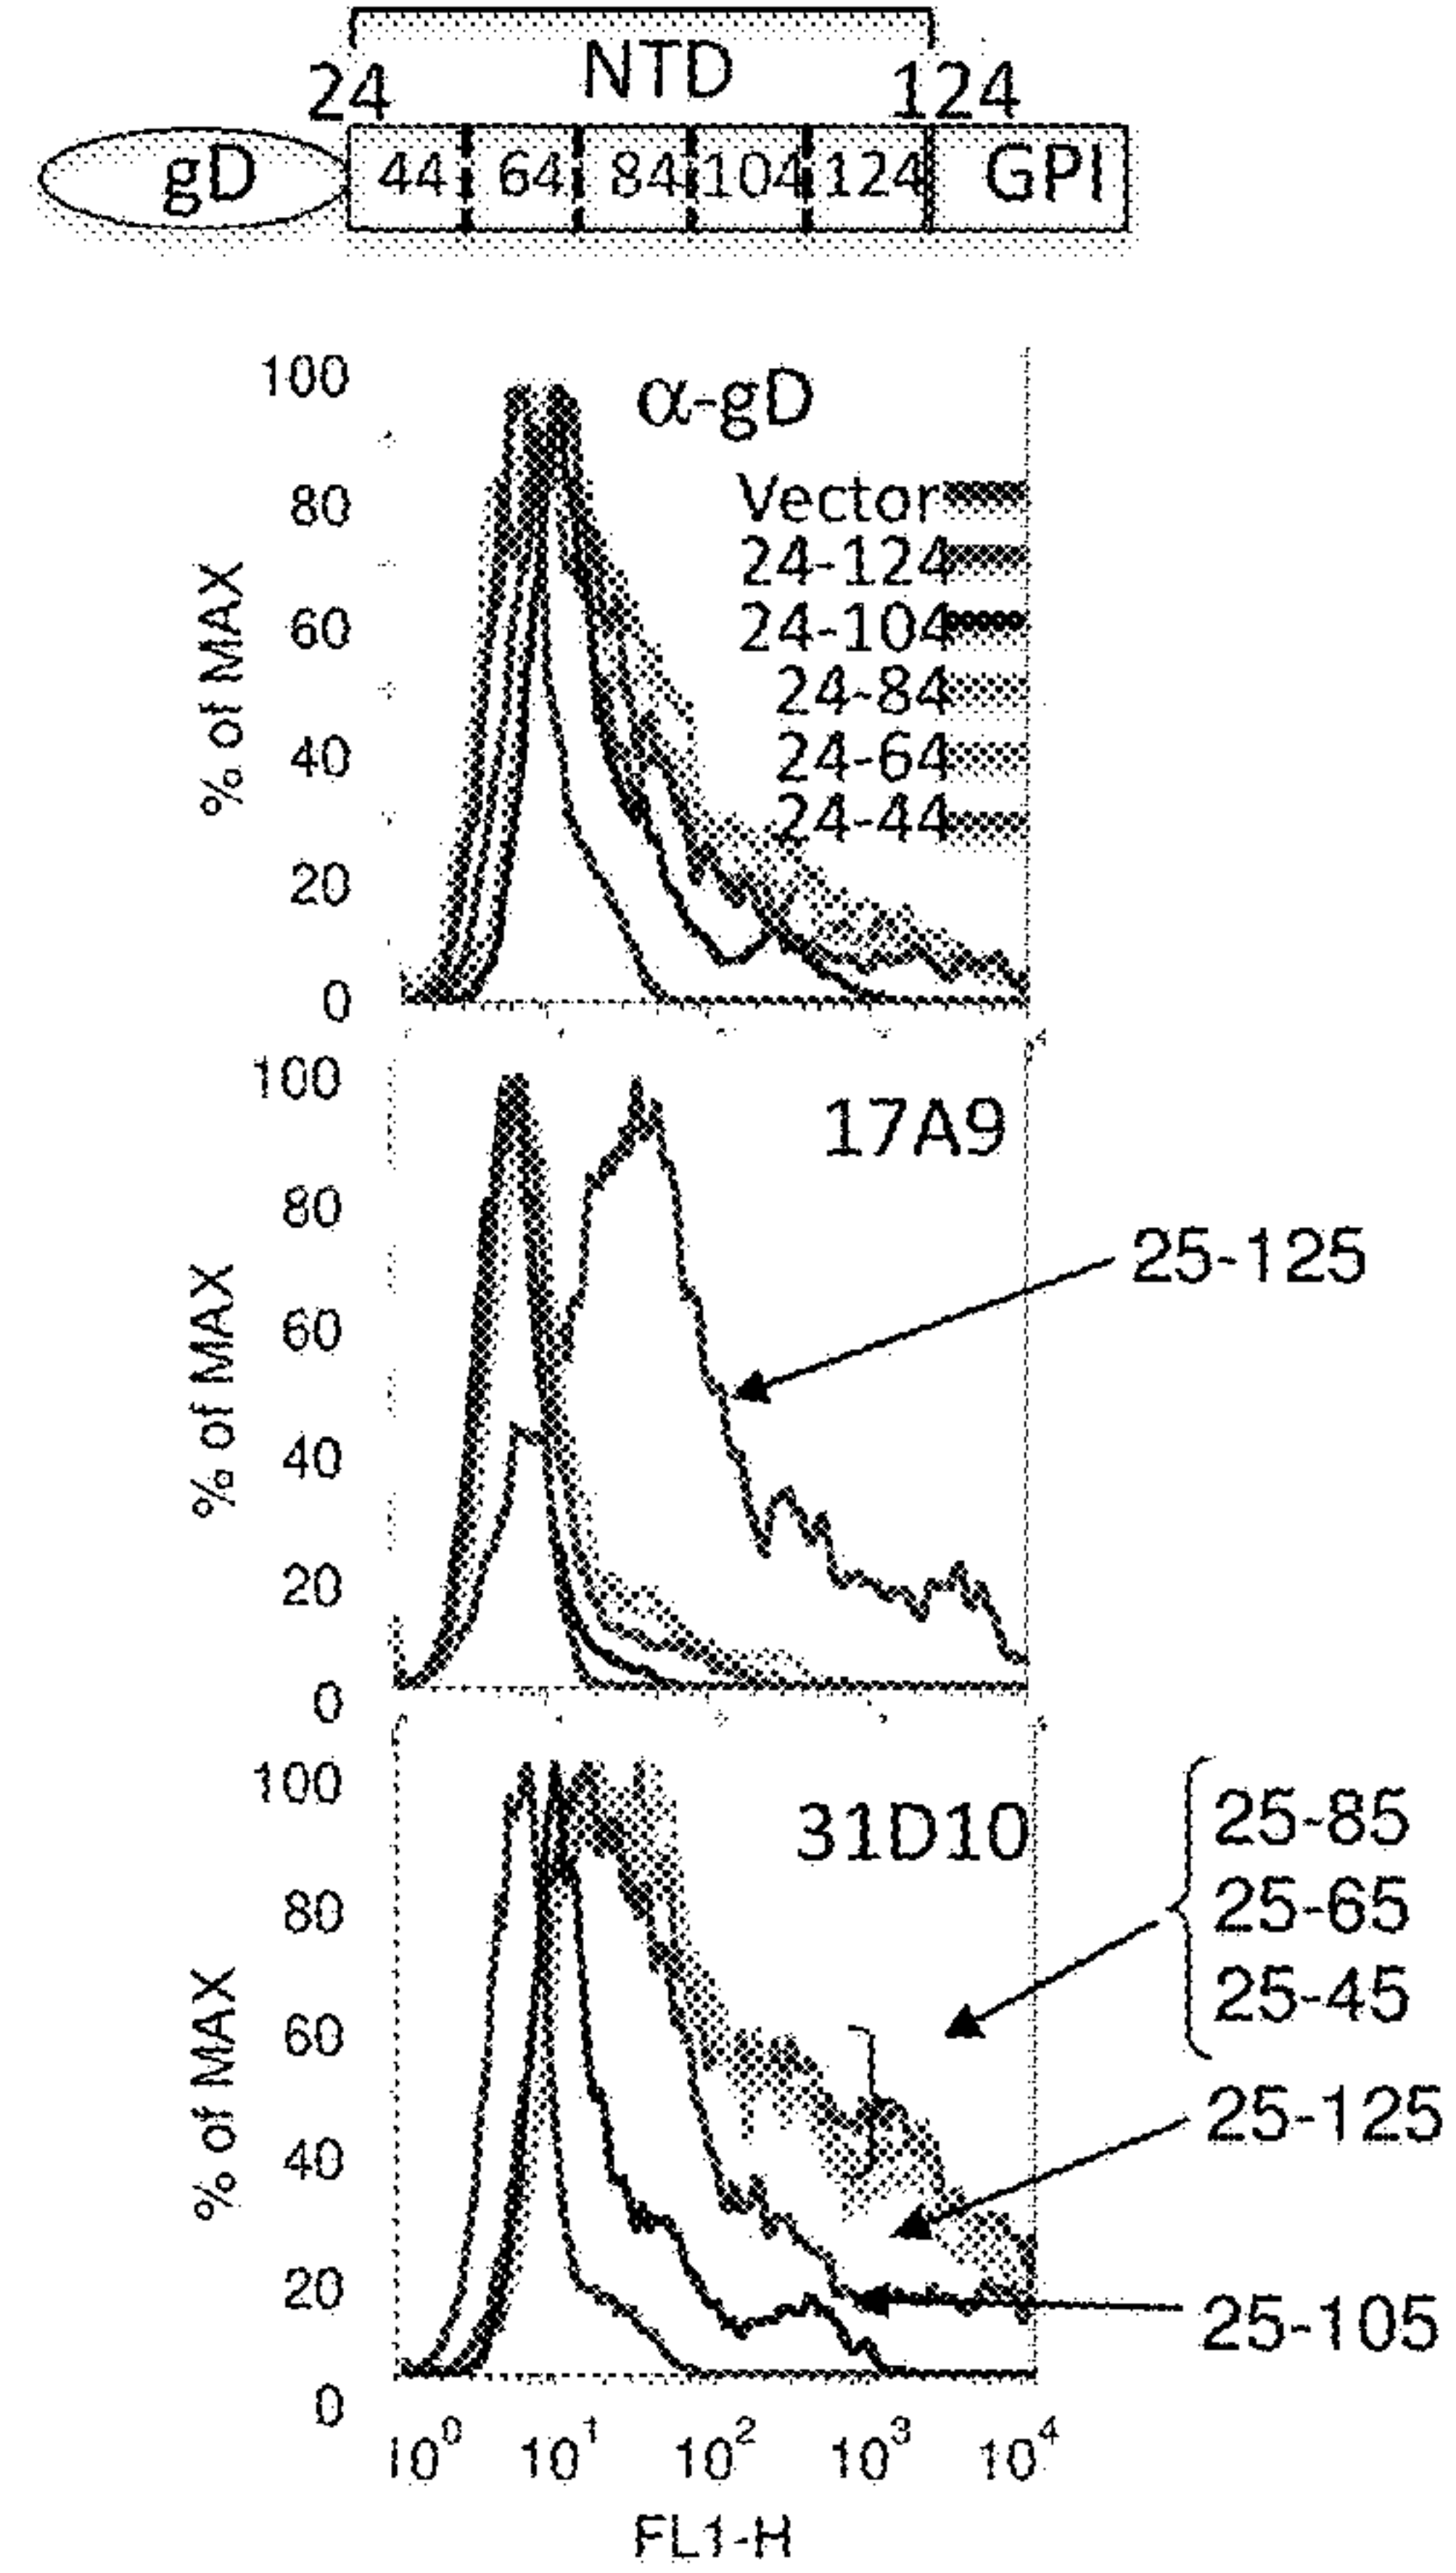 NTD
24 124
gD 44 64 84 104 124 GPI
100
α-gD
80
Vector
24-124
60
24-104
24-84
40
24-64
24-44
20
0
% of MAX
100
17A9
80
25-125
60
40
20
0
% of MAX
100
31D10
25-85
80
25-65
25-45
60
25-125
40
20
25-105
0
% of MAX
10⁰ 10¹ 10² 10³ 10⁴
FL1-H